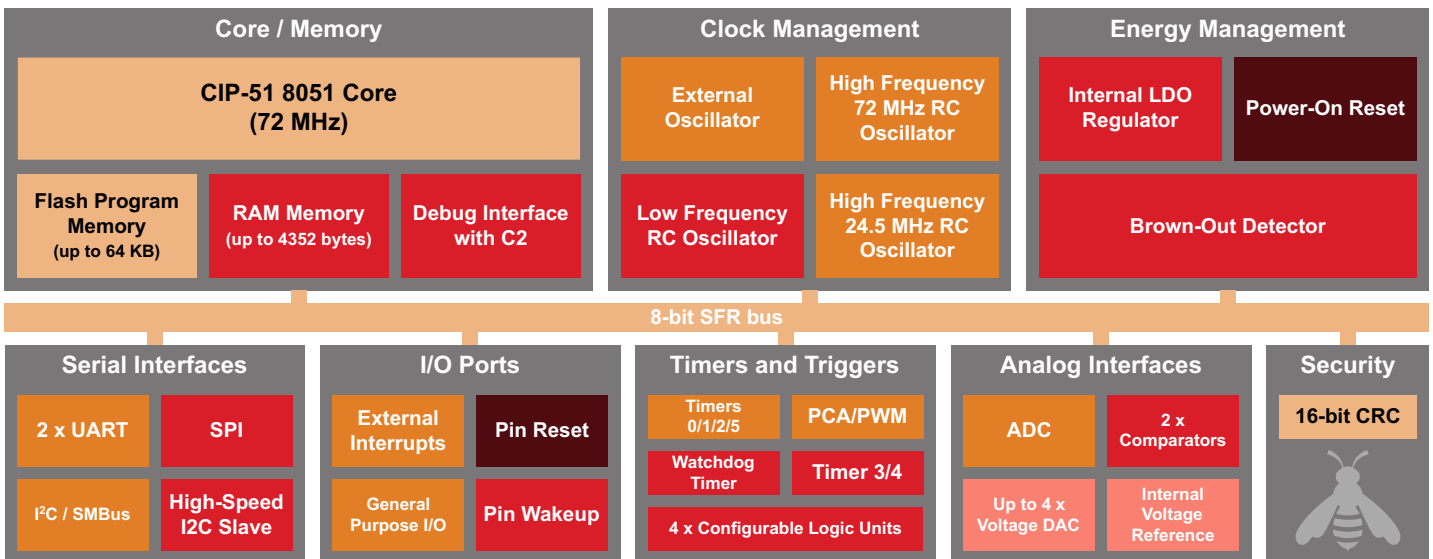 Core / Memory
CIP-51 8051 Core
(72 MHz)
Flash Program
Memory
(up to 64 KB)
RAM Memory
(up to 4352 bytes)
Debug Interface
with C2
Clock Management
External
Oscillator
High Frequency
72 MHz RC
Oscillator
Low Frequency
RC Oscillator
High Frequency
24.5 MHz RC
Oscillator
Energy Management
Internal LDO
Regulator
Power-On Reset
Brown-Out Detector
8-bit SFR bus
Serial Interfaces
2 x UART
SPI
I²C / SMBus
High-Speed
I2C Slave
I/O Ports
External
Interrupts
Pin Reset
General
Purpose I/O
Pin Wakeup
Timers and Triggers
Timers
0/1/2/5
PCA/PWM
Watchdog
Timer
Timer 3/4
4 x Configurable Logic Units
Analog Interfaces
ADC
2 x
Comparators
Up to 4 x
Voltage DAC
Internal
Voltage
Reference
Security
16-bit CRC